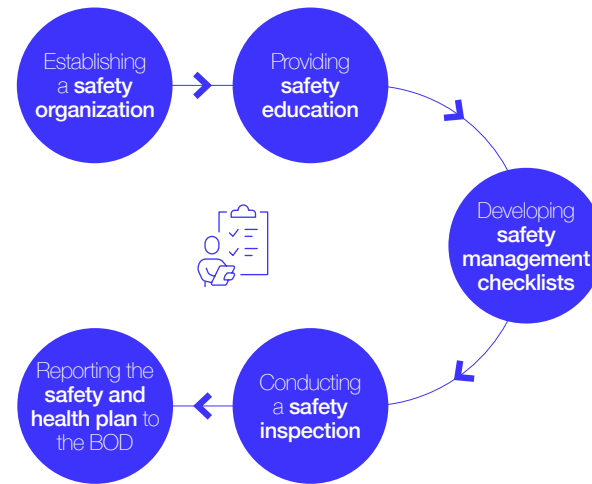 Establishing
a safety
organization
Providing
safety
education
Developing
safety
management
checklists
Conducting
a safety
inspection
Reporting the
safety and
health plan to
the BOD